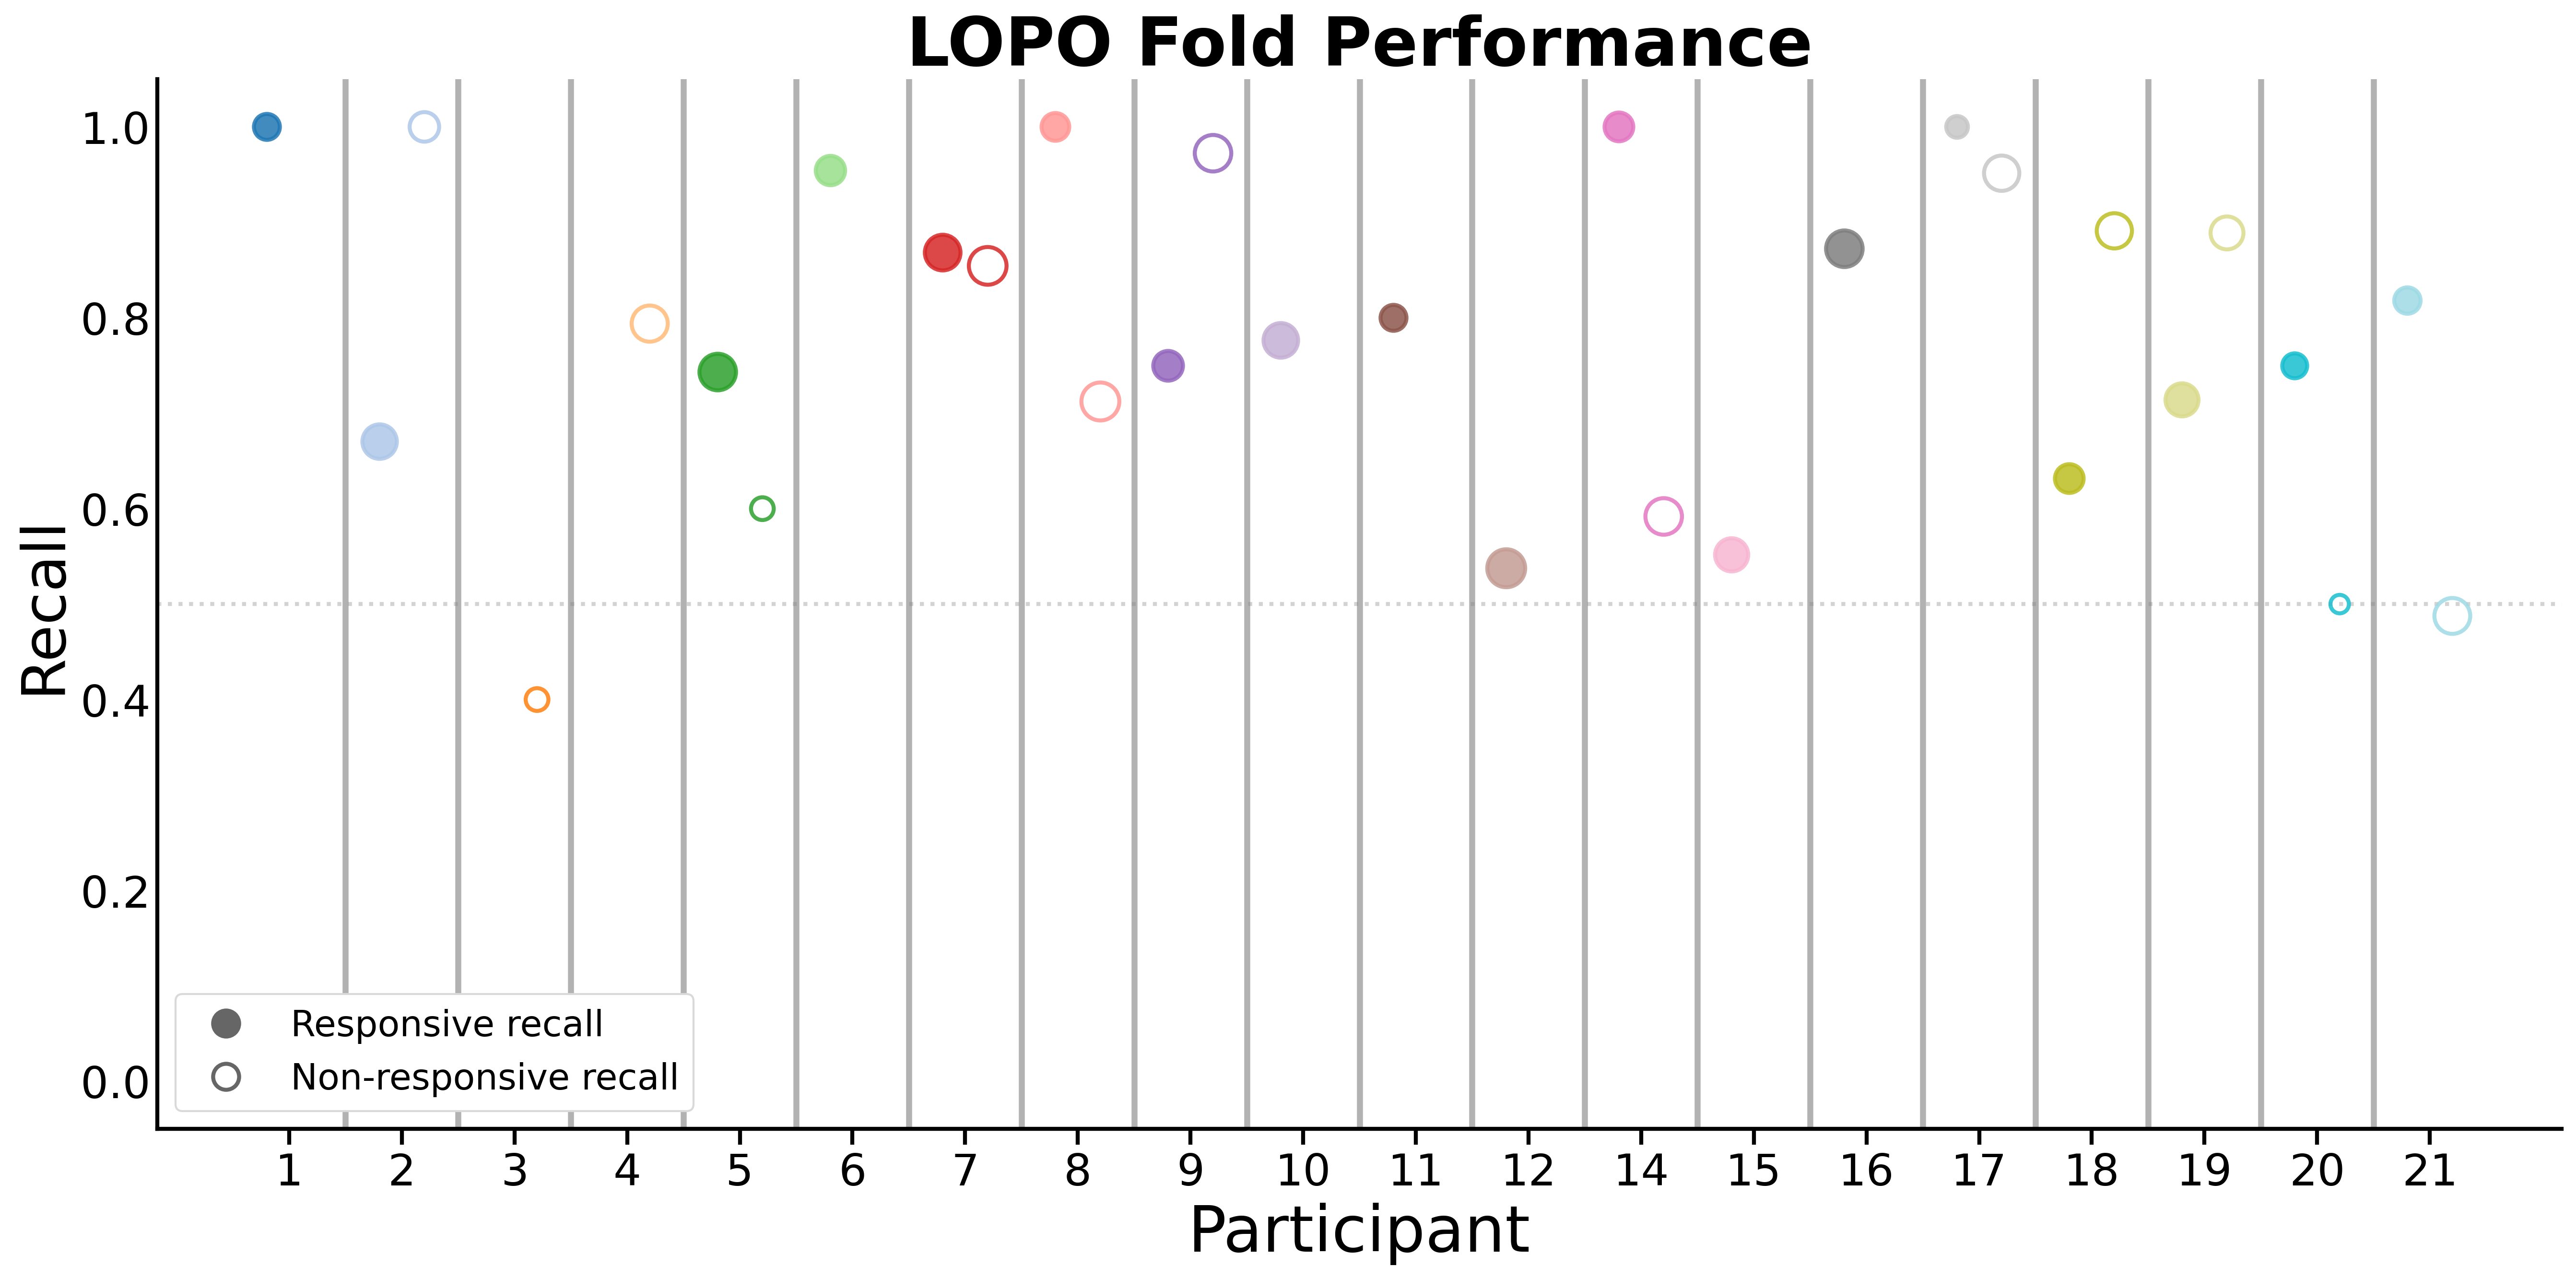 LOPO Fold Performance
Recall
1.0
0.8
0.6
0.4
0.2
0.0
Responsive recall
Non-responsive recall
1 2 3 4 5 6 7 8 9 10 11 12 14 15 16 17 18 19 20 21
Participant